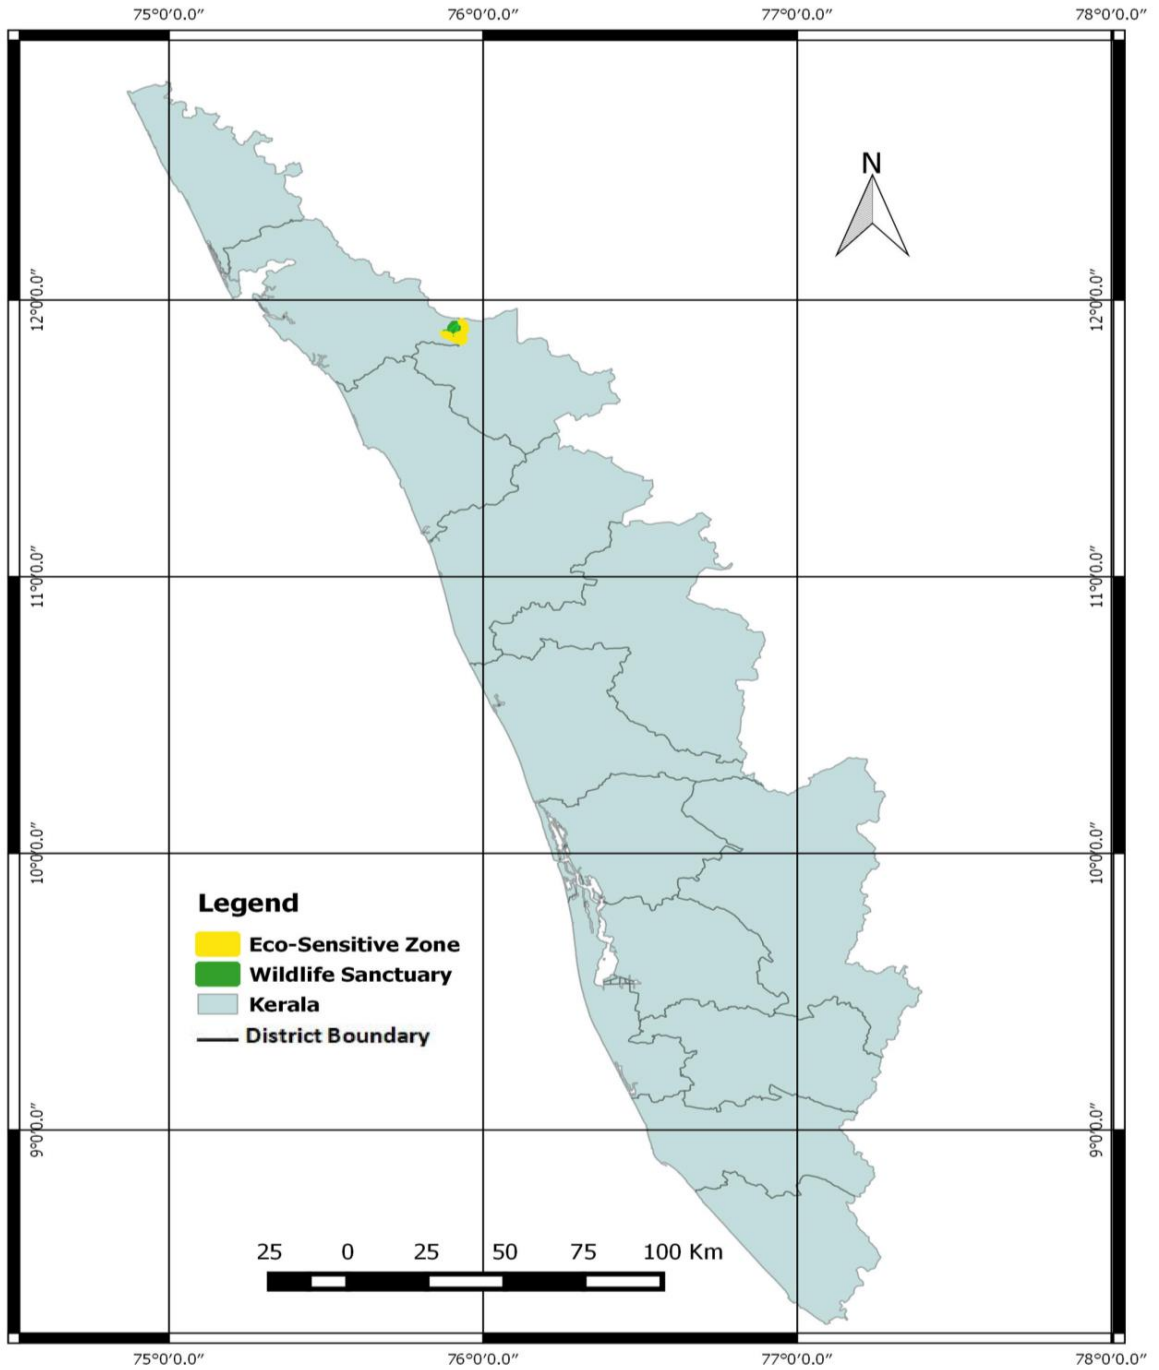 75°0′0.0″ 76°0′0.0″ 77°0′0.0″ 78°0′0.0″
N
12°0′0.0″ 12°0′0.0″
11°0′0.0″ 11°0′0.0″
10°0′0.0″ 10°0′0.0″
Legend
Eco-Sensitive Zone
Wildlife Sanctuary
Kerala
District Boundary
9°0′0.0″ 9°0′0.0″
25 0 25 50 75 100 Km
75°0′0.0″ 76°0′0.0″ 77°0′0.0″ 78°0′0.0″